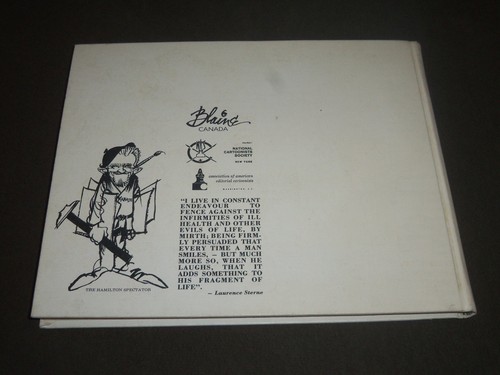 6
Blaine
CANADA
NATIONAL
CARTOONISTS
SOCIETY
NEW YORK
association of american
editorial cartoonists
WASHINGTON, D.C.
"I LIVE IN CONSTANT
ENDEAVOUR TO
FENCE AGAINST THE
INFIRMITIES OF ILL
HEALTH AND OTHER
EVILS OF LIFE, BY
MIRTH; BEING FIRM-
LY PERSUADED THAT
EVERY TIME A MAN
SMILES, – BUT MUCH
MORE SO, WHEN HE
LAUGHS, THAT IT
ADDS SOMETHING TO
HIS FRAGMENT OF
LIFE".
– Laurence Sterne
THE HAMILTON SPECTATOR